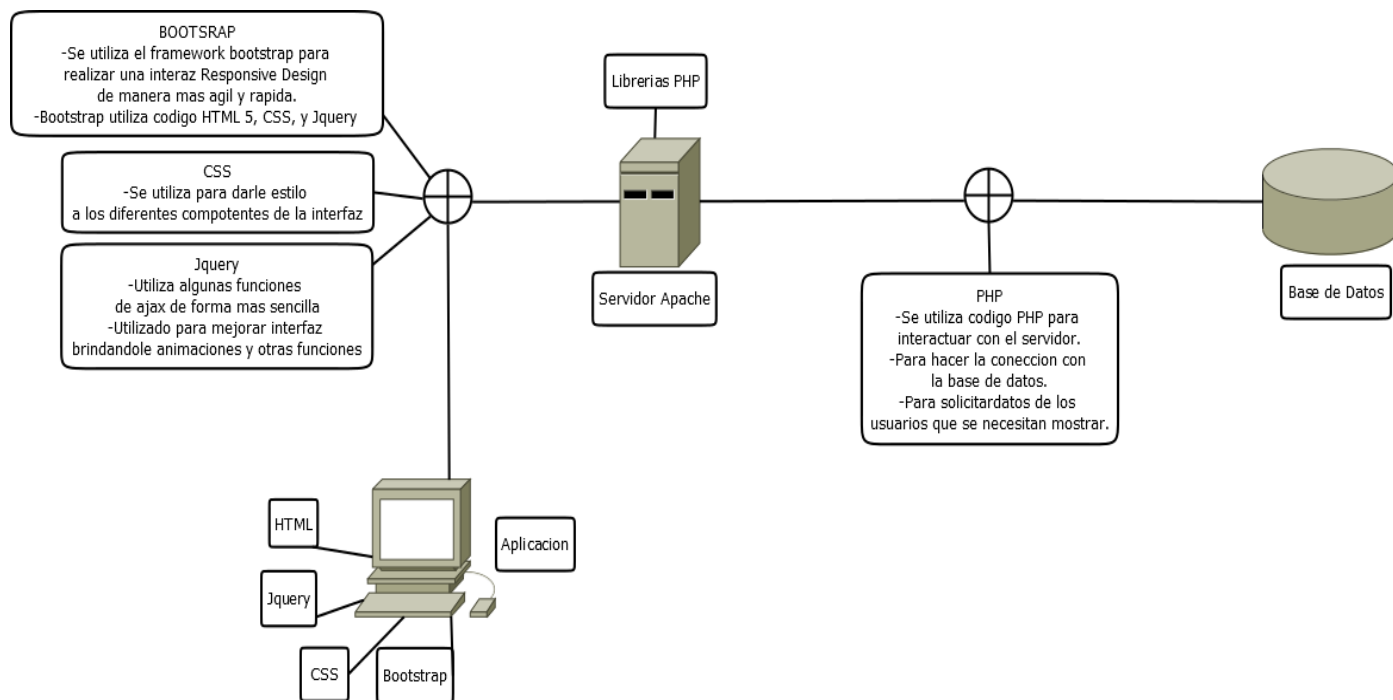 BOOTSRAP
-Se utiliza el framework bootstrap para
realizar una interaz Responsive Design
de manera mas agil y rapida.
-Bootstrap utiliza codigo HTML 5, CSS, y Jquery
CSS
-Se utiliza para darle estilo
a los diferentes compotentes de la interfaz
Jquery
-Utiliza algunas funciones
de ajax de forma mas sencilla
-Utilizado para mejorar interfaz
brindandole animaciones y otras funciones
Librerias PHP
Servidor Apache
PHP
-Se utiliza codigo PHP para
interactuar con el servidor.
-Para hacer la coneccion con
la base de datos.
-Para solicitardatos de los
usuarios que se necesitan mostrar.
Base de Datos
HTML
Aplicacion
Jquery
CSS
Bootstrap